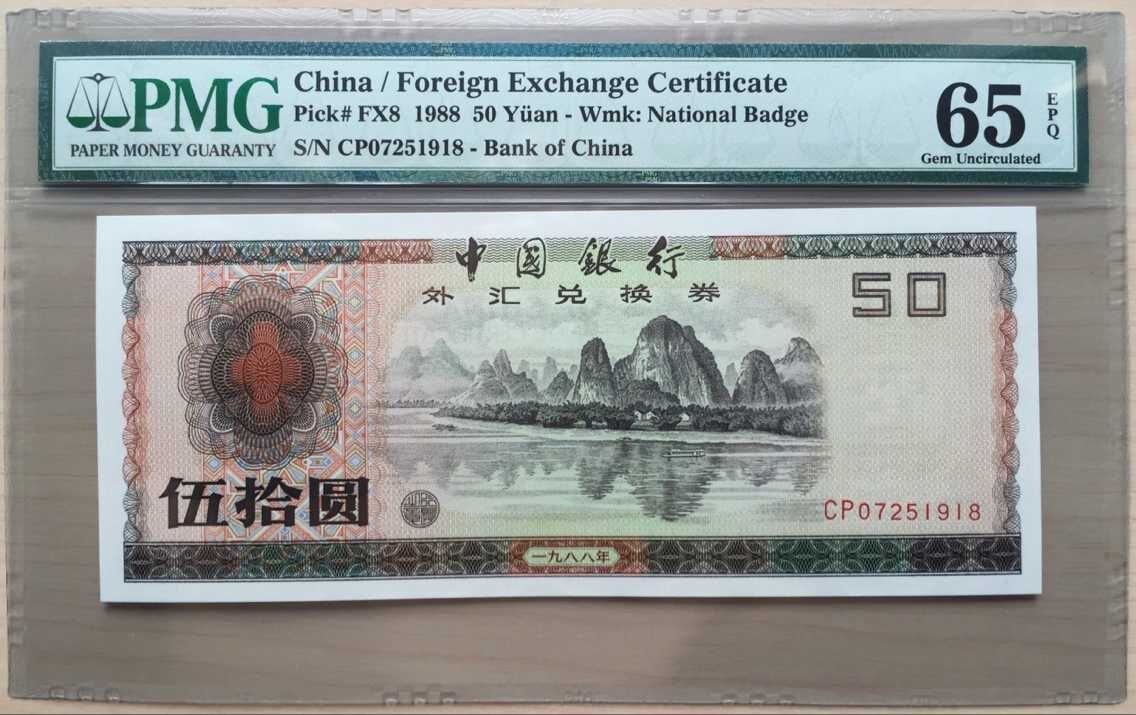 PMG
PAPER MONEY GUARANTY
China / Foreign Exchange Certificate
Pick# FX8 1988 50 Yüan - Wmk: National Badge
S/N CP07251918 - Bank of China
65
EPQ
Gem Uncirculated
中国銀行
外汇兑换券
50
伍拾圆
CP07251918
一九八八年